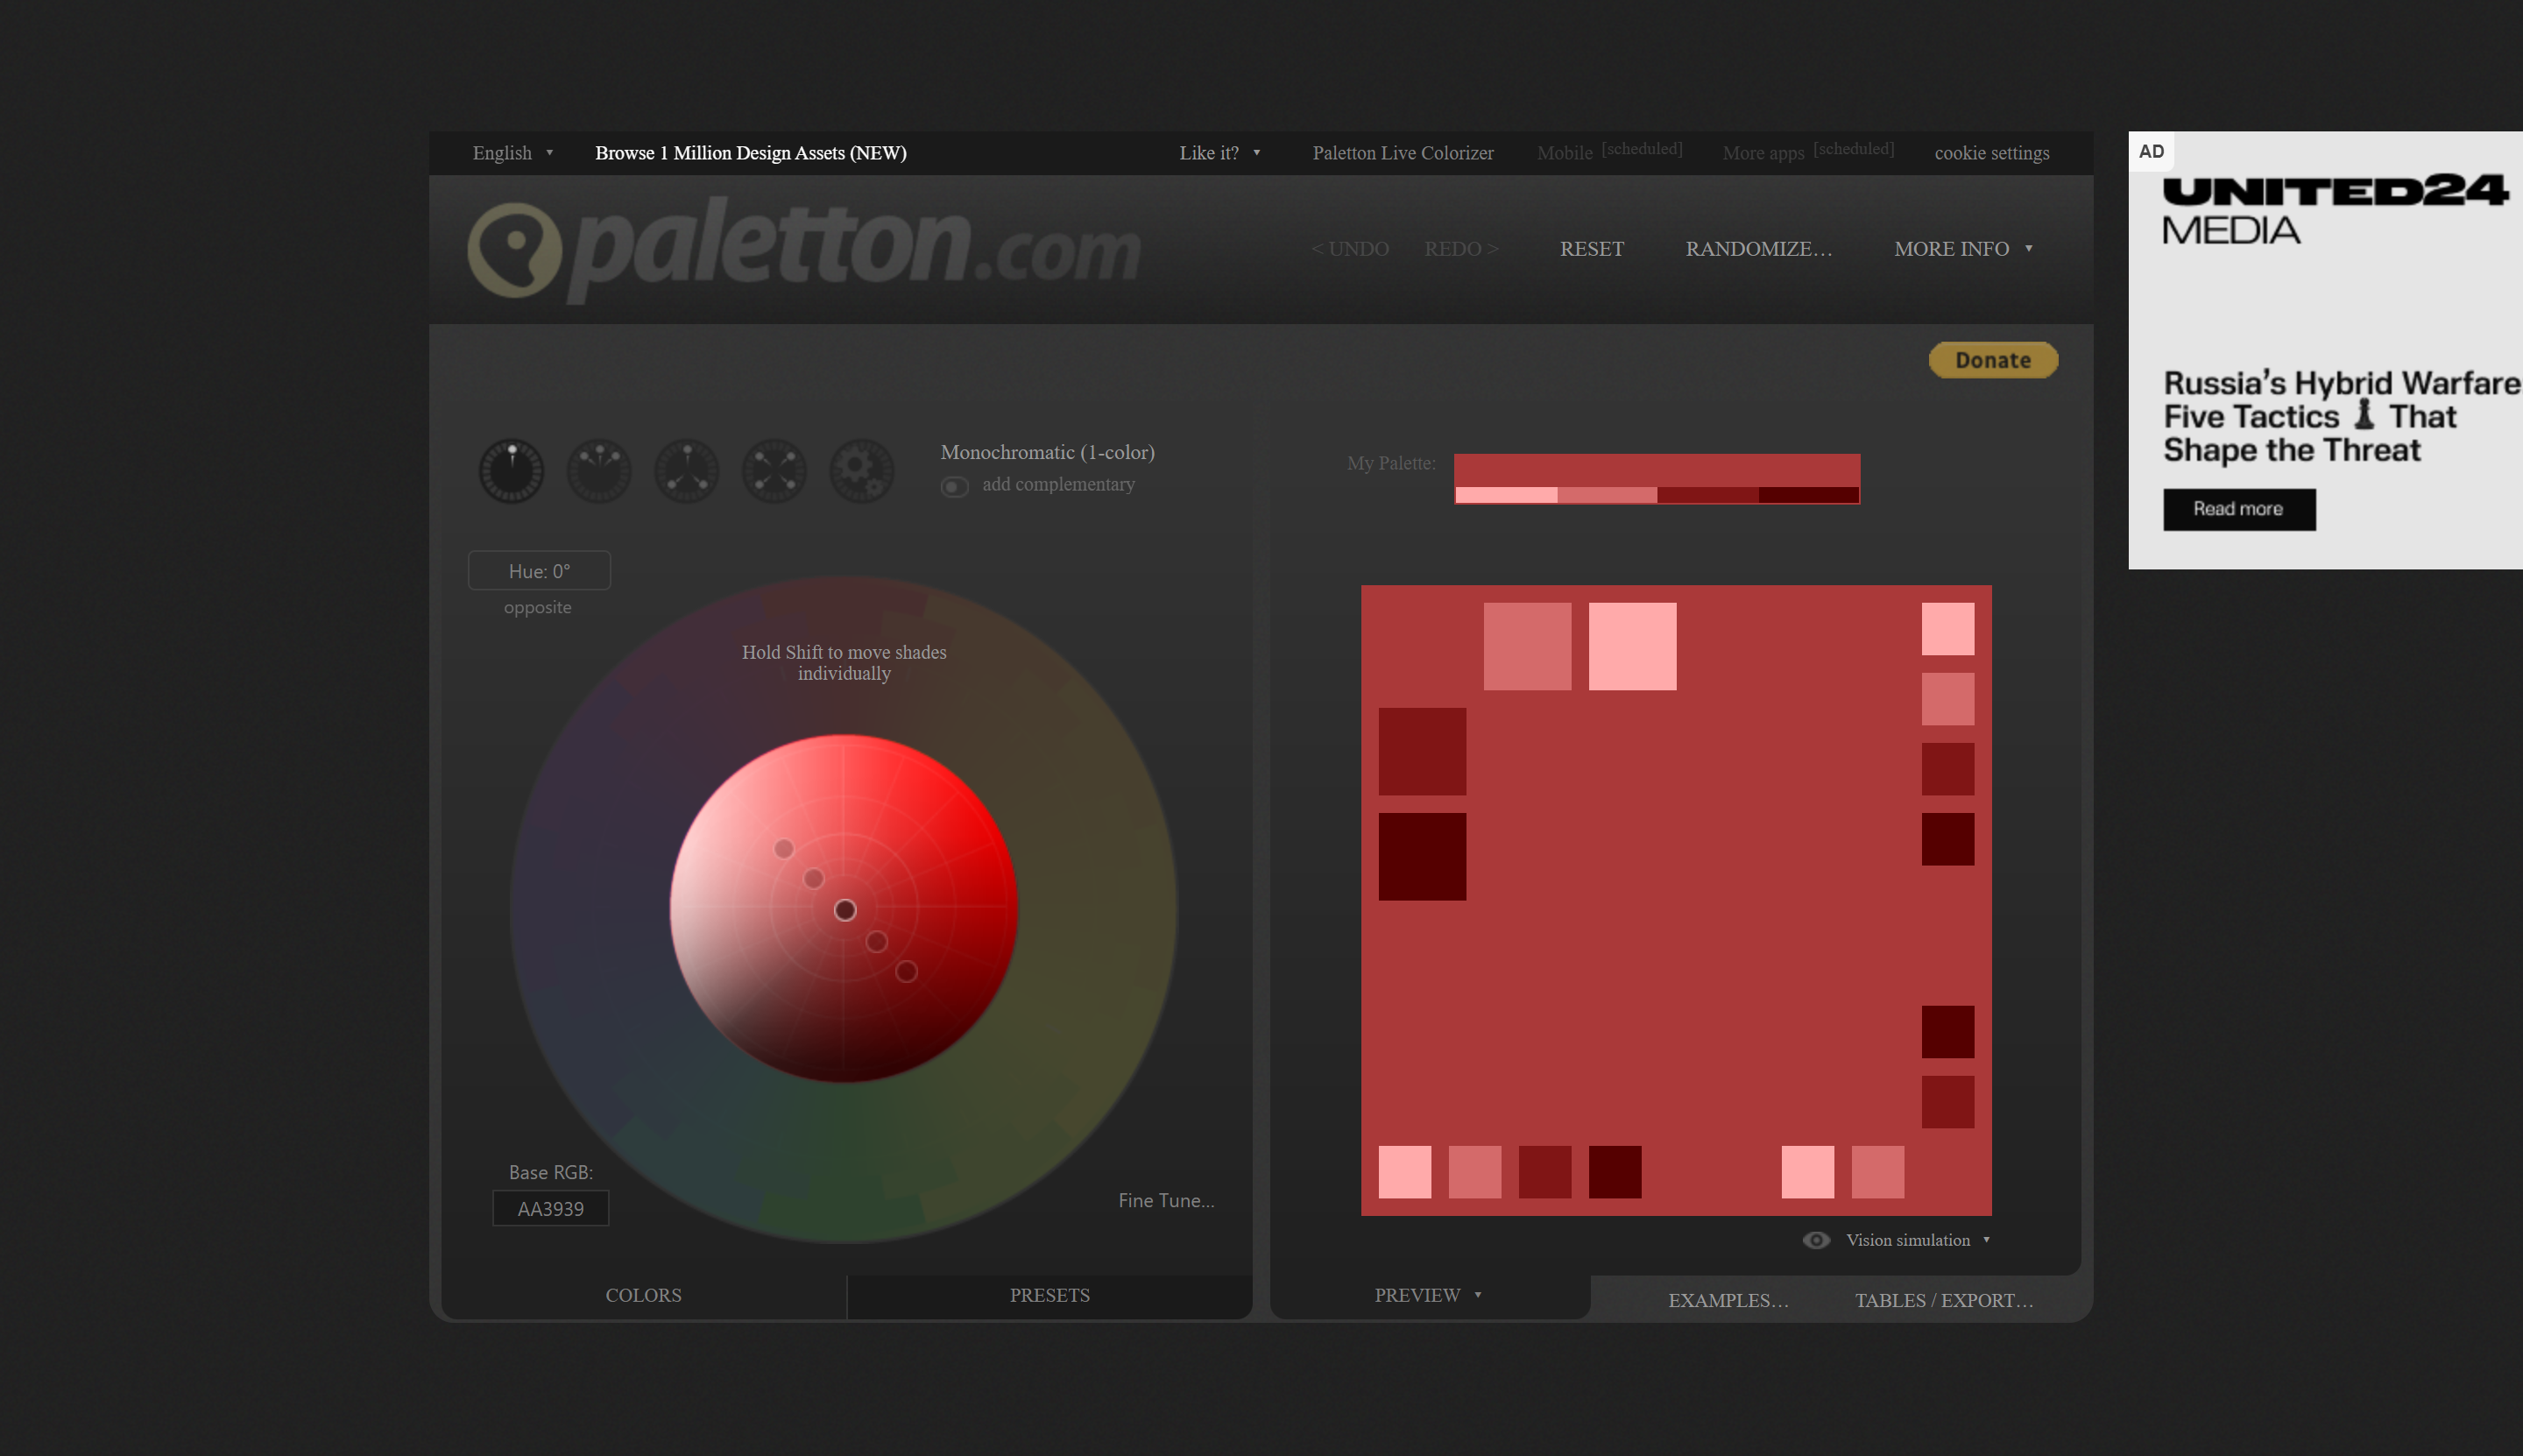 English ▼ Browse 1 Million Design Assets (NEW) Like it? ▼ Paletton Live Colorizer Mobile [scheduled] More apps [scheduled] cookie settings
paletton.com
< UNDO REDO > RESET RANDOMIZE... MORE INFO ▼
Donate
Monochromatic (1-color)
add complementary
Hue: 0°
opposite
Hold Shift to move shades
individually
Base RGB:
AA3939
Fine Tune...
COLORS PRESETS
My Palette:
Vision simulation ▼
PREVIEW ▼ EXAMPLES... TABLES / EXPORT...
AD
UNITED24
MEDIA
Russia's Hybrid Warfare
Five Tactics That
Shape the Threat
Read more